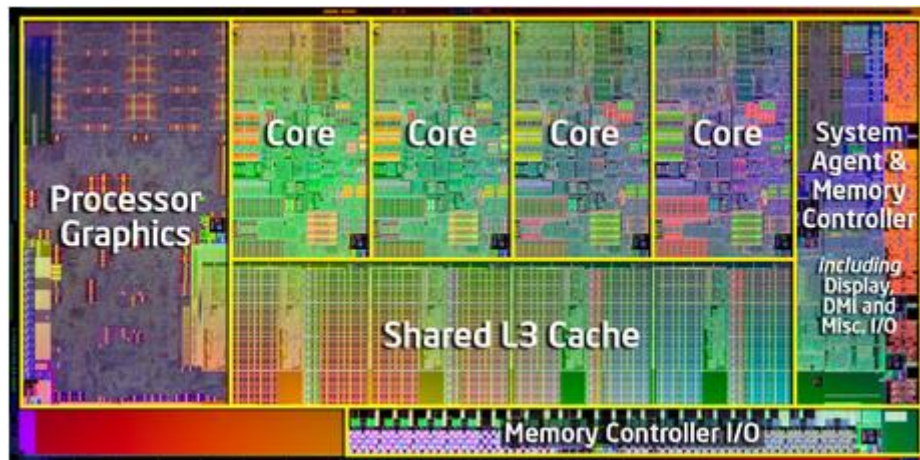 Processor
Graphics
Core
Core
Core
Core
System
Agent &
Memory
Controller
including
Display,
DMI and
Misc. I/O
Shared L3 Cache
Memory Controller I/O